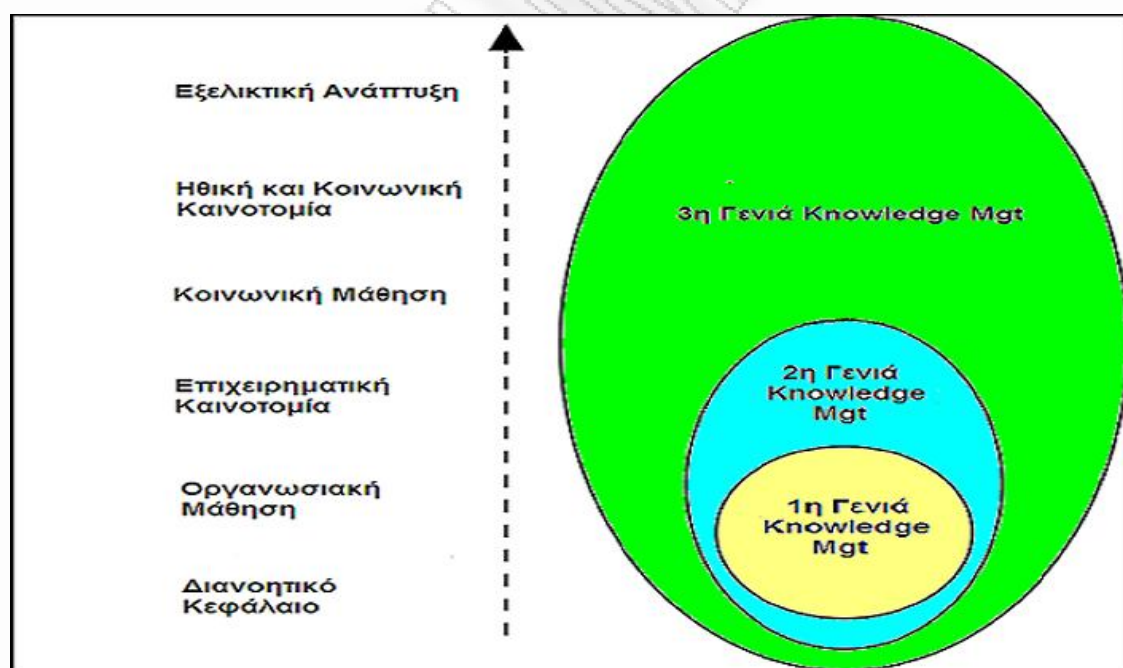 Εξελικτική Ανάπτυξη
Ηθική και Κοινωνική
Καινοτομία
Κοινωνική Μάθηση
Επιχειρηματική
Καινοτομία
Οργανωσιακή
Μάθηση
Διανοητικό
Κεφάλαιο
3η Γενιά Knowledge Mgt
2η Γενιά
Knowledge
Mgt
1η Γενιά
Knowledge
Mgt